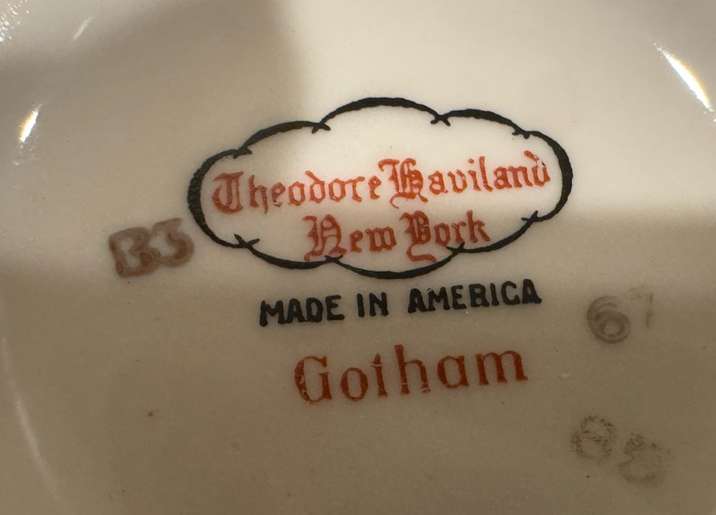 Theodore Haviland
New York
B3
MADE IN AMERICA
67
Gotham